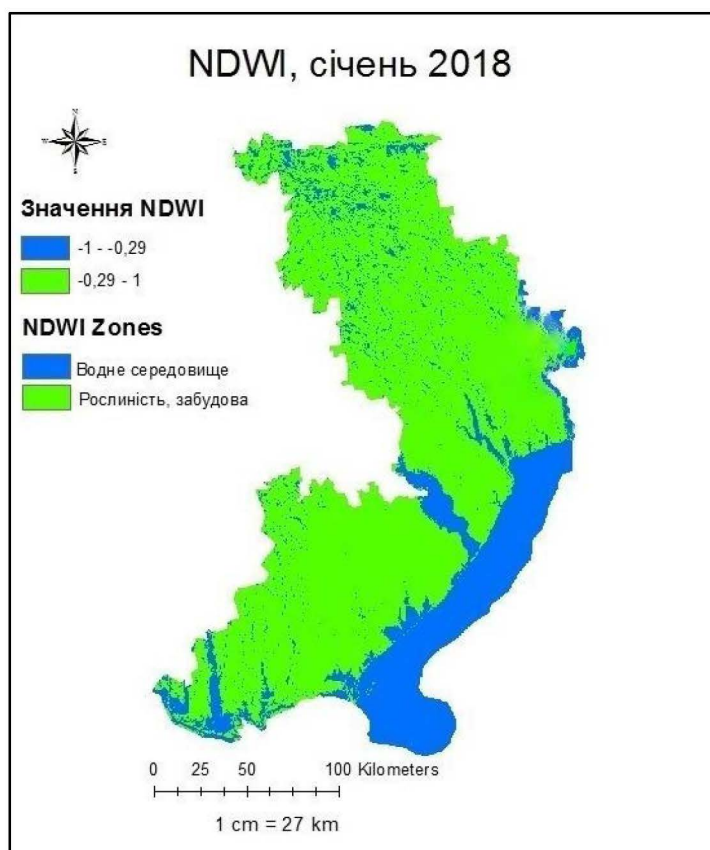 NDWI, січень 2018
N
W
E
S
Значення NDWI
-1 - -0,29
-0,29 - 1
NDWI Zones
Водне середовище
Рослиність, забудова
0 25 50 100 Kilometers
1 cm = 27 km